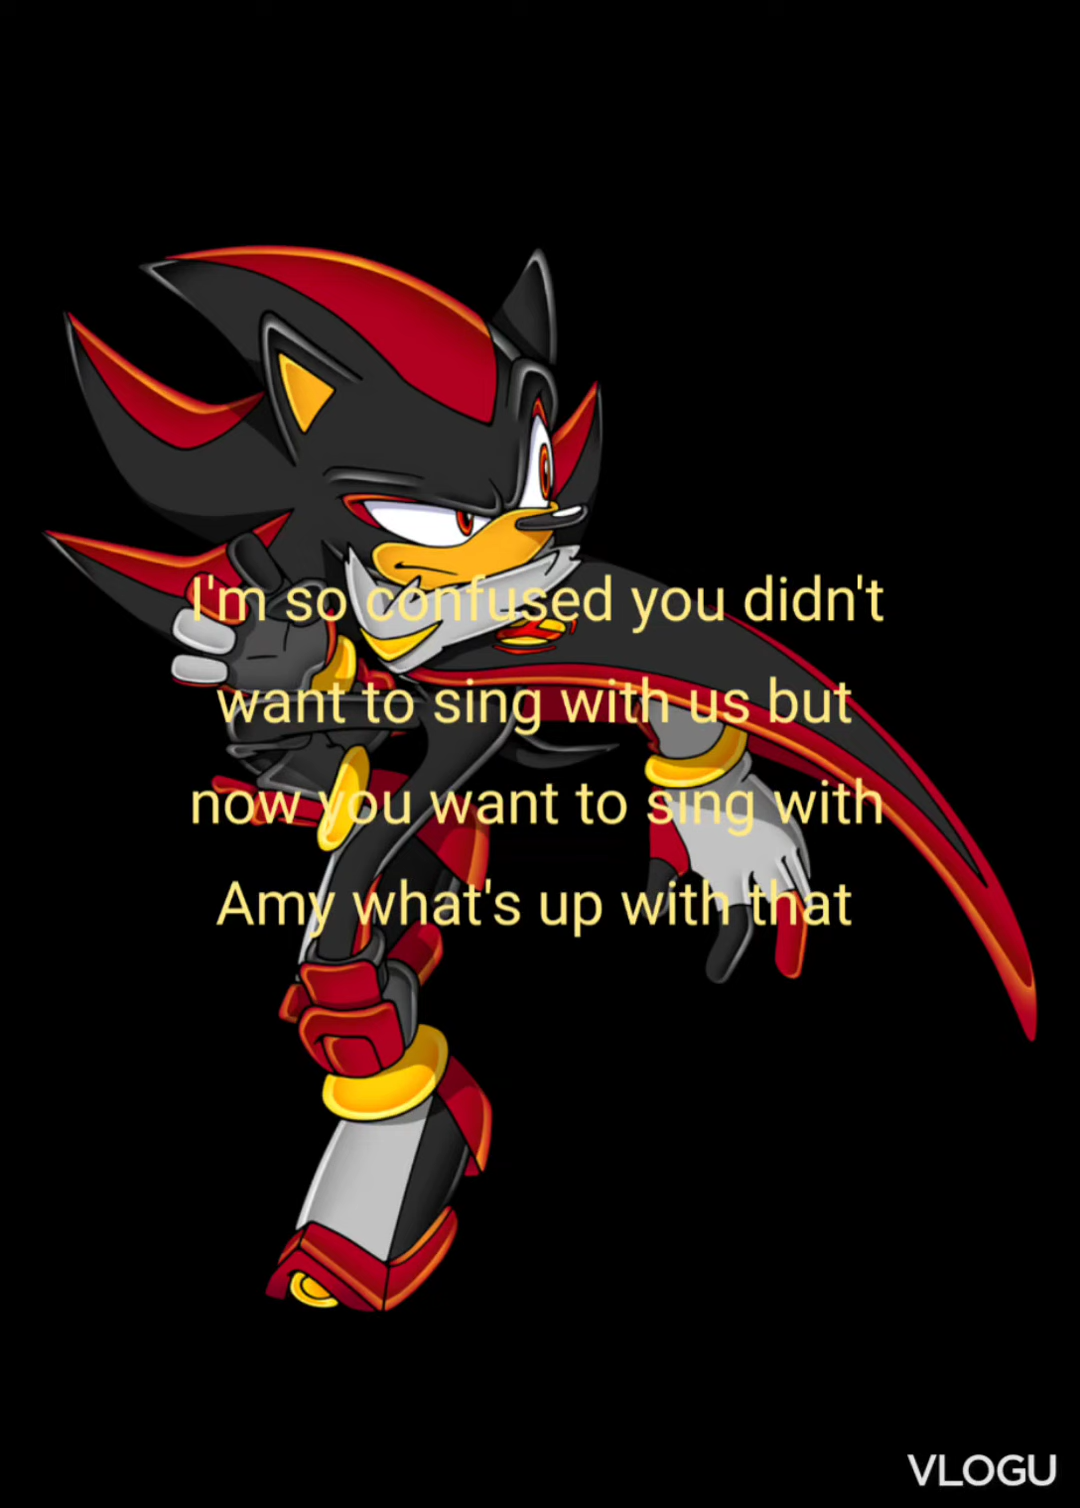 I'm so confused you didn't
want to sing with us but
now you want to sing with
Amy what's up with that
VLOGU